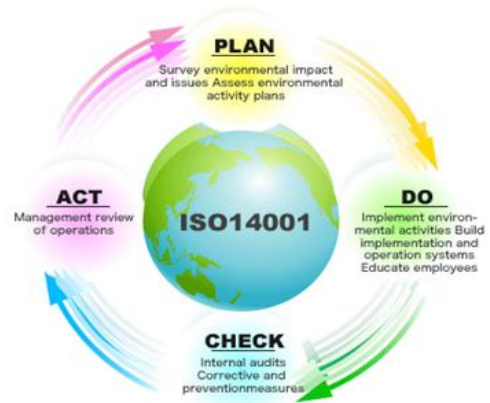 PLAN
Survey environmental impact
and issues Assess environmental
activity plans
ACT
Management review
of operations
ISO14001
DO
Implement environ-
mental activities Build
implementation and
operation systems
Educate employees
CHECK
Internal audits
Corrective and
preventionmeasures